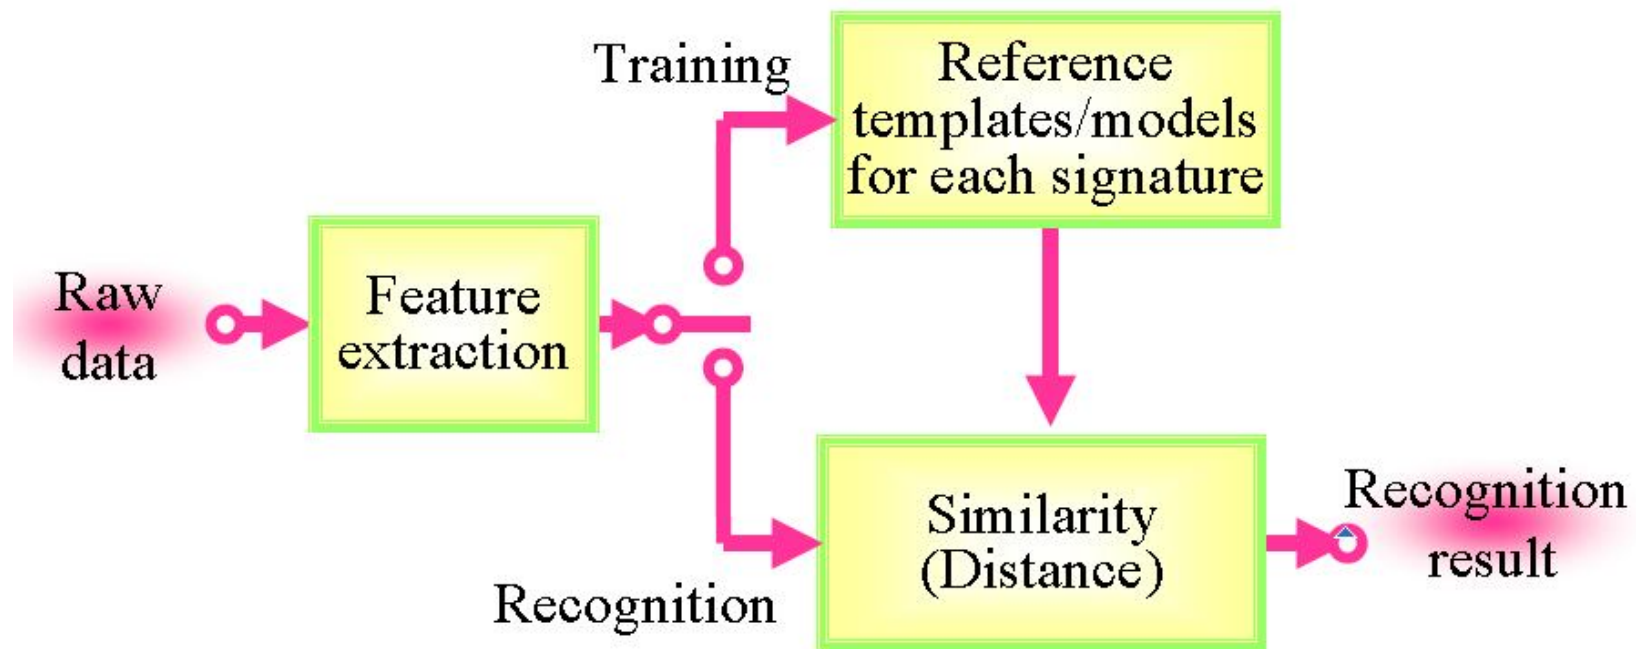 Training
Reference
templates/models
for each signature
Raw
data
Feature
extraction
Recognition
Similarity
(Distance)
Recognition
result